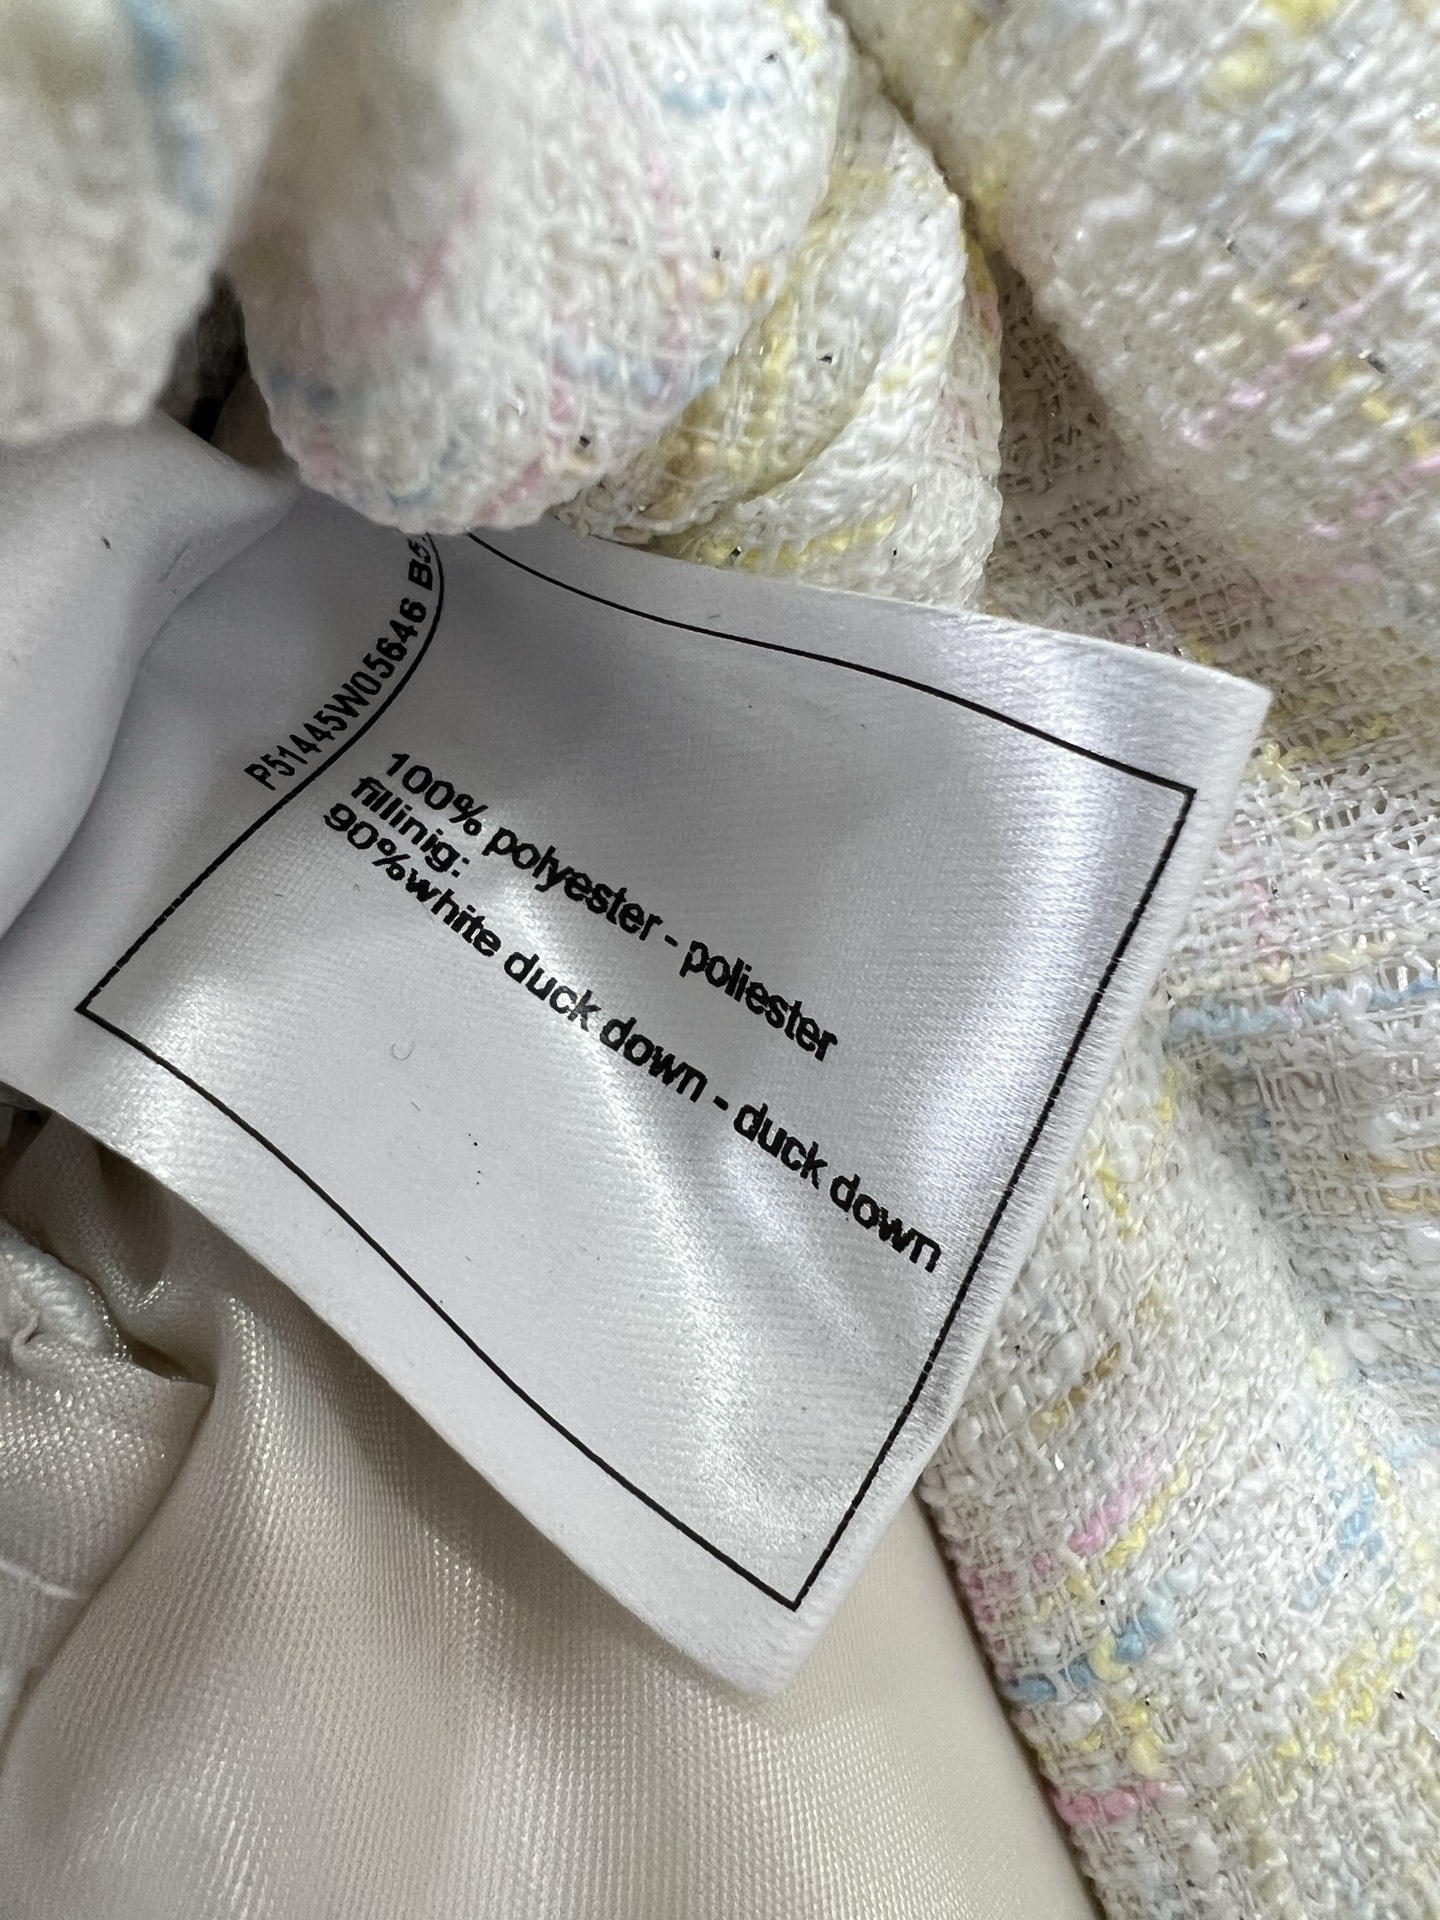 P51445W05646 B5
100% polyester - poliester
fillinig:
90%white duck down - duck down